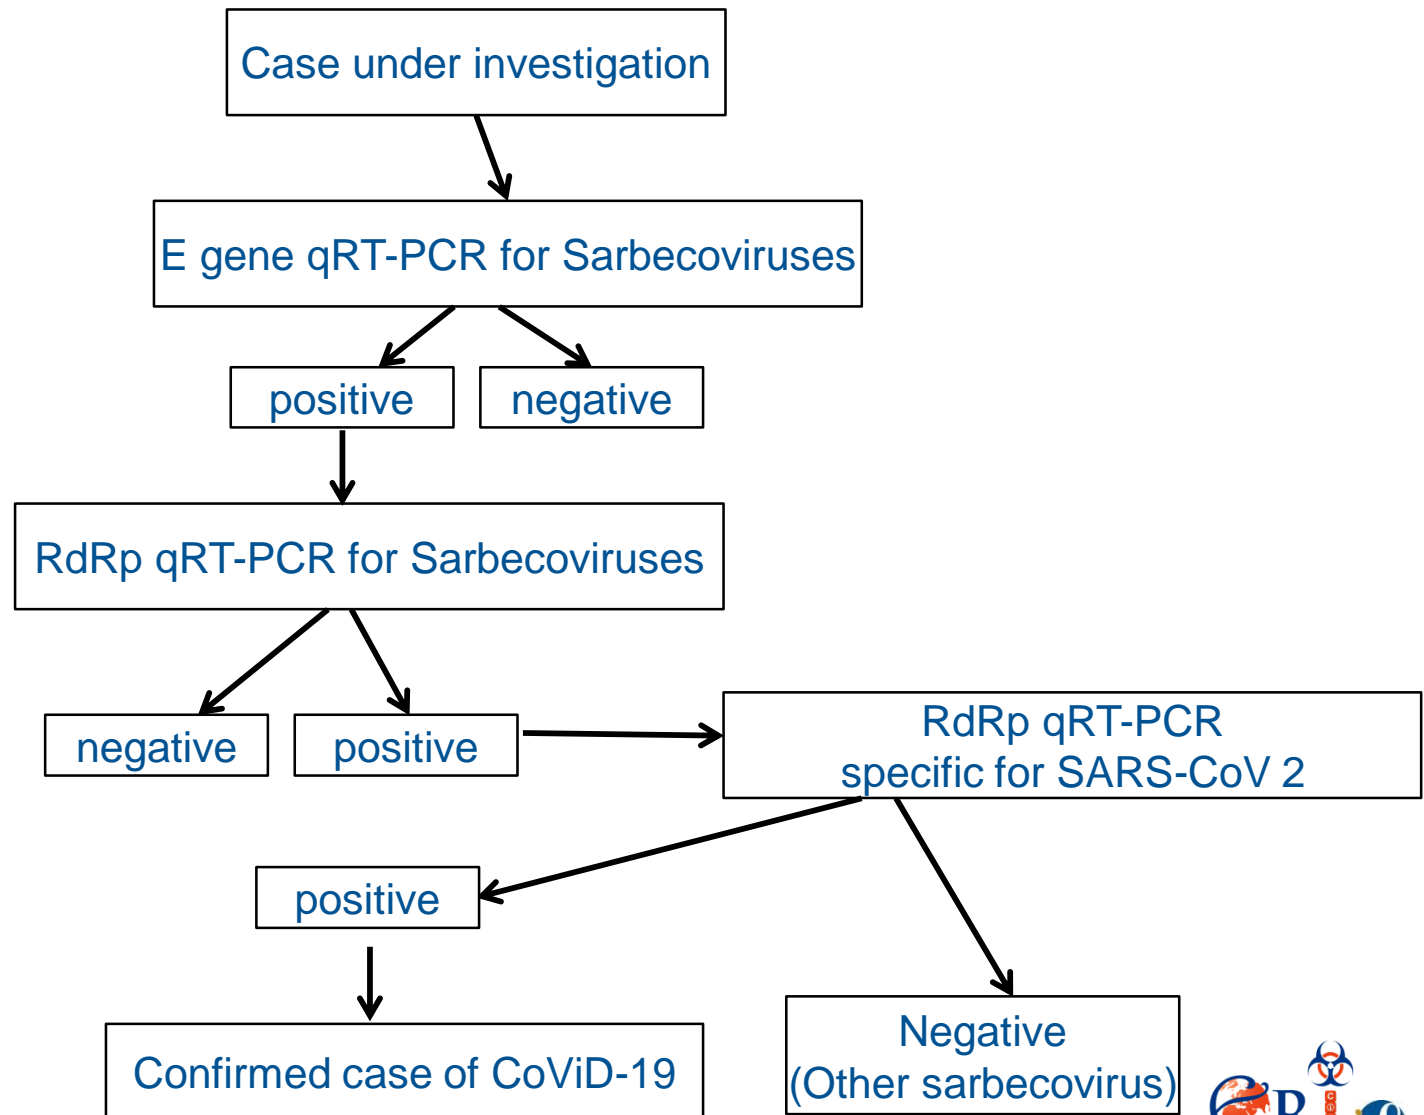 Case under investigation
E gene qRT-PCR for Sarbecoviruses
positive
negative
RdRp qRT-PCR for Sarbecoviruses
negative
positive
RdRp qRT-PCR
specific for SARS-CoV 2
positive
Negative
(Other sarbecovirus)
Confirmed case of CoViD-19